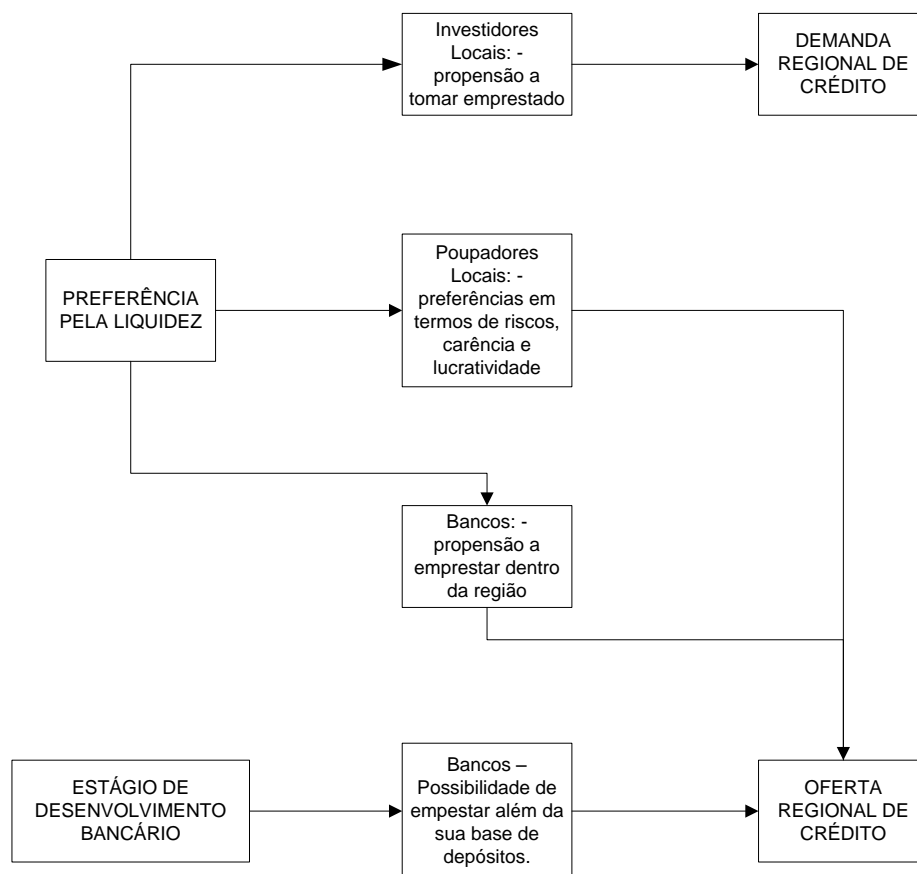 Investidores
Locais: -
propensão a
tomar emprestado
DEMANDA
REGIONAL DE
CRÉDITO
PREFERÊNCIA
PELA LIQUIDEZ
Poupadores
Locais: -
preferências em
termos de riscos,
carência e
lucratividade
Bancos: -
propensão a
emprestar dentro
da região
ESTÁGIO DE
DESENVOLVIMENTO
BANCÁRIO
Bancos –
Possibilidade de
empestar além da
sua base de
depósitos.
OFERTA
REGIONAL DE
CRÉDITO